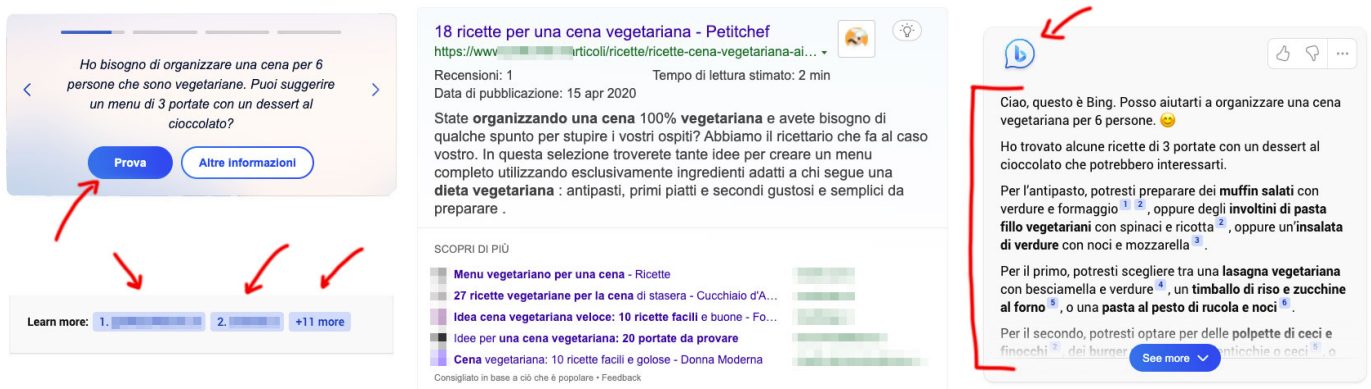 Ho bisogno di organizzare una cena per 6
persone che sono vegetariane. Puoi suggerire
un menu di 3 portate con un dessert al
cioccolato?
Prova
Altre informazioni
Learn more: 1. 2. +11 more
18 ricette per una cena vegetariana - Petitchef
https://www articoli/ricette/ricette-cena-vegetariana-ai...
Recensioni: 1 Tempo di lettura stimato: 2 min
Data di pubblicazione: 15 apr 2020
State organizzando una cena 100% vegetariana e avete bisogno di
qualche spunto per stupire i vostri ospiti? Abbiamo il ricettario che fa al caso
vostro. In questa selezione troverete tante idee per creare un menu
completo utilizzando esclusivamente ingredienti adatti a chi segue una
dieta vegetariana : antipasti, primi piatti e secondi gustosi e semplici da
preparare .
SCOPRI DI PIÙ
Menu vegetariano per una cena - Ricette
27 ricette vegetariane per la cena di stasera - Cucchiaio d'A...
Idea cena vegetariana veloce: 10 ricette facili e buone - Fo...
Idee per una cena vegetariana: 20 portate da provare
Cena vegetariana: 10 ricette facili e golose - Donna Moderna
Consigliato in base a ciò che è popolare • Feedback
Ciao, questo è Bing. Posso aiutarti a organizzare una cena
vegetariana per 6 persone. 😊
Ho trovato alcune ricette di 3 portate con un dessert al
cioccolato che potrebbero interessarti.
Per l'antipasto, potresti preparare dei muffin salati con
verdure e formaggio 1 2 , oppure degli involtini di pasta
fillo vegetariani con spinaci e ricotta 2 , oppure un'insalata
di verdure con noci e mozzarella 3 .
Per il primo, potresti scegliere tra una lasagna vegetariana
con besciamella e verdure 4 , un timballo di riso e zucchine
al forno 5 , o una pasta al pesto di rucola e noci 6 .
Per il secondo, potresti optare per delle polpette di ceci e
finocchi 7 , dei burger enticchie o ceci 5 , o
See more